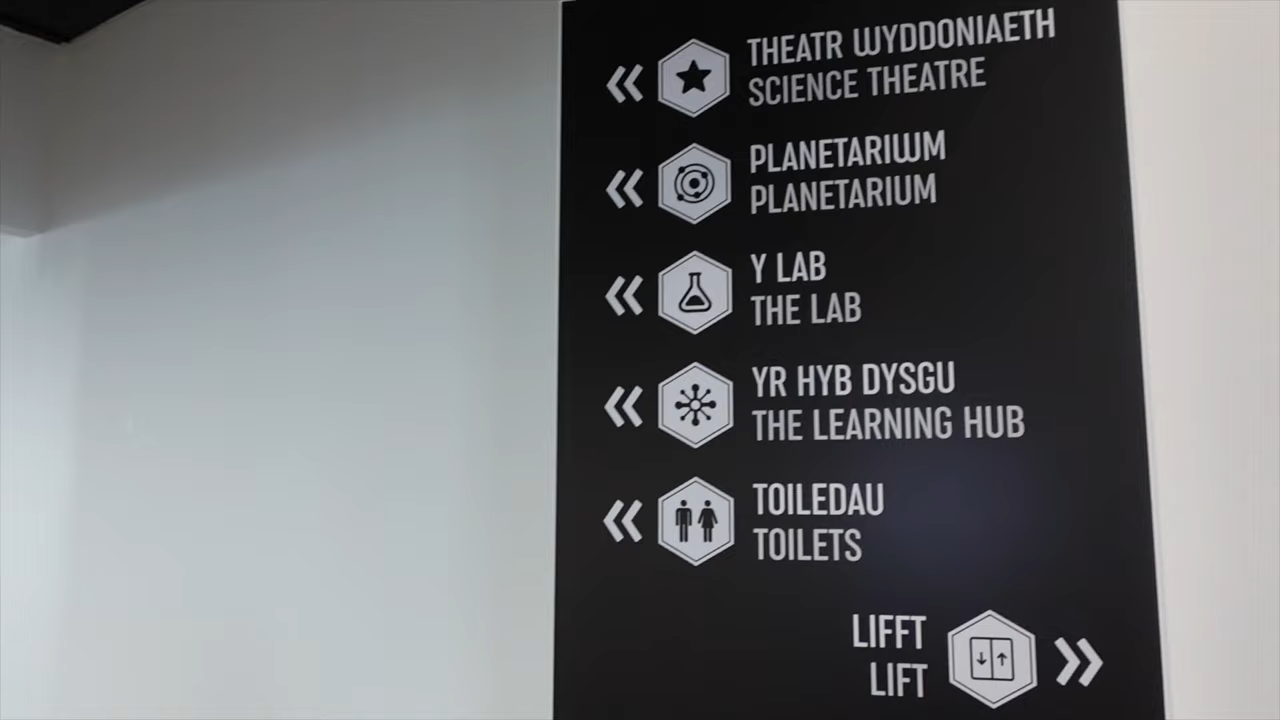 THEATR WYDDONIAETH
SCIENCE THEATRE
PLANETARIWM
PLANETARIUM
Y LAB
THE LAB
YR HYB DYSGU
THE LEARNING HUB
TOILEDAU
TOILETS
LIFFT
LIFT